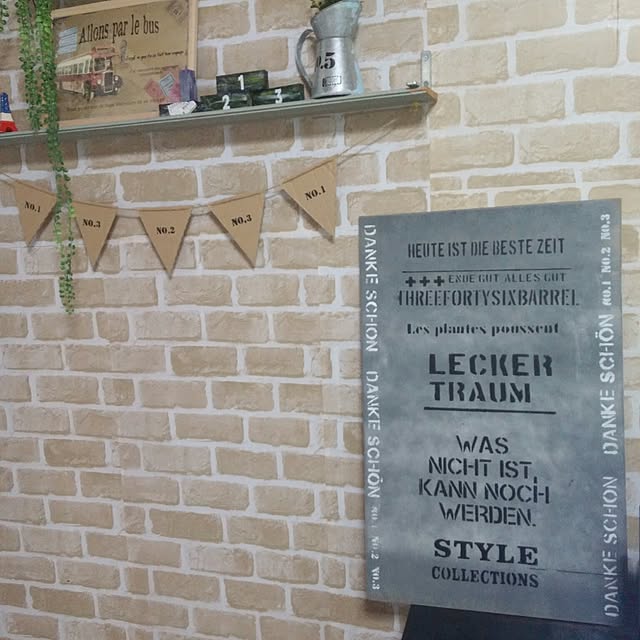 Allons par le bus
1
2
3
.5
NO.1
NO.3
NO.2
NO.3
NO.1
HEUTE IST DIE BESTE ZEIT
+++ ENDE GUT ALLES GUT
THREEFORTYSIXBARREL
Les plantes poussent
LECKER
TRAUM
WAS
NICHT IST,
KANN NOCH
WERDEN.
STYLE
COLLECTIONS
DANKE SCHÖN DANKE SCHÖN NO.1 NO.2 NO.3
DANKE SCHÖN DANKE SCHÖN NO.1 NO.2 NO.3